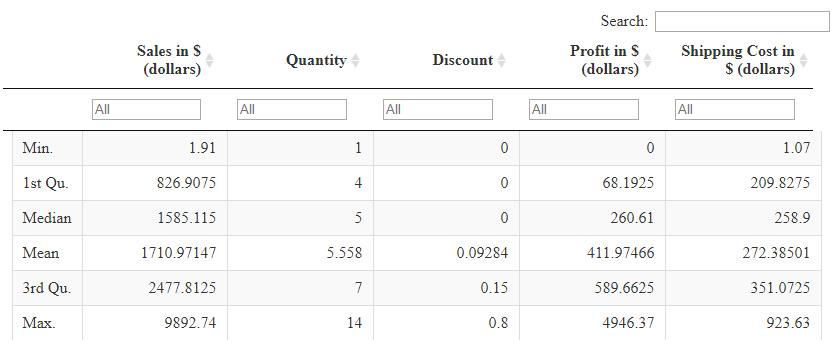 Search:
Sales in $ (dollars) Quantity Discount Profit in $ (dollars) Shipping Cost in $ (dollars)
All All All All All
Min. 1.91 1 0 0 1.07
1st Qu. 826.9075 4 0 68.1925 209.8275
Median 1585.115 5 0 260.61 258.9
Mean 1710.97147 5.558 0.09284 411.97466 272.38501
3rd Qu. 2477.8125 7 0.15 589.6625 351.0725
Max. 9892.74 14 0.8 4946.37 923.63